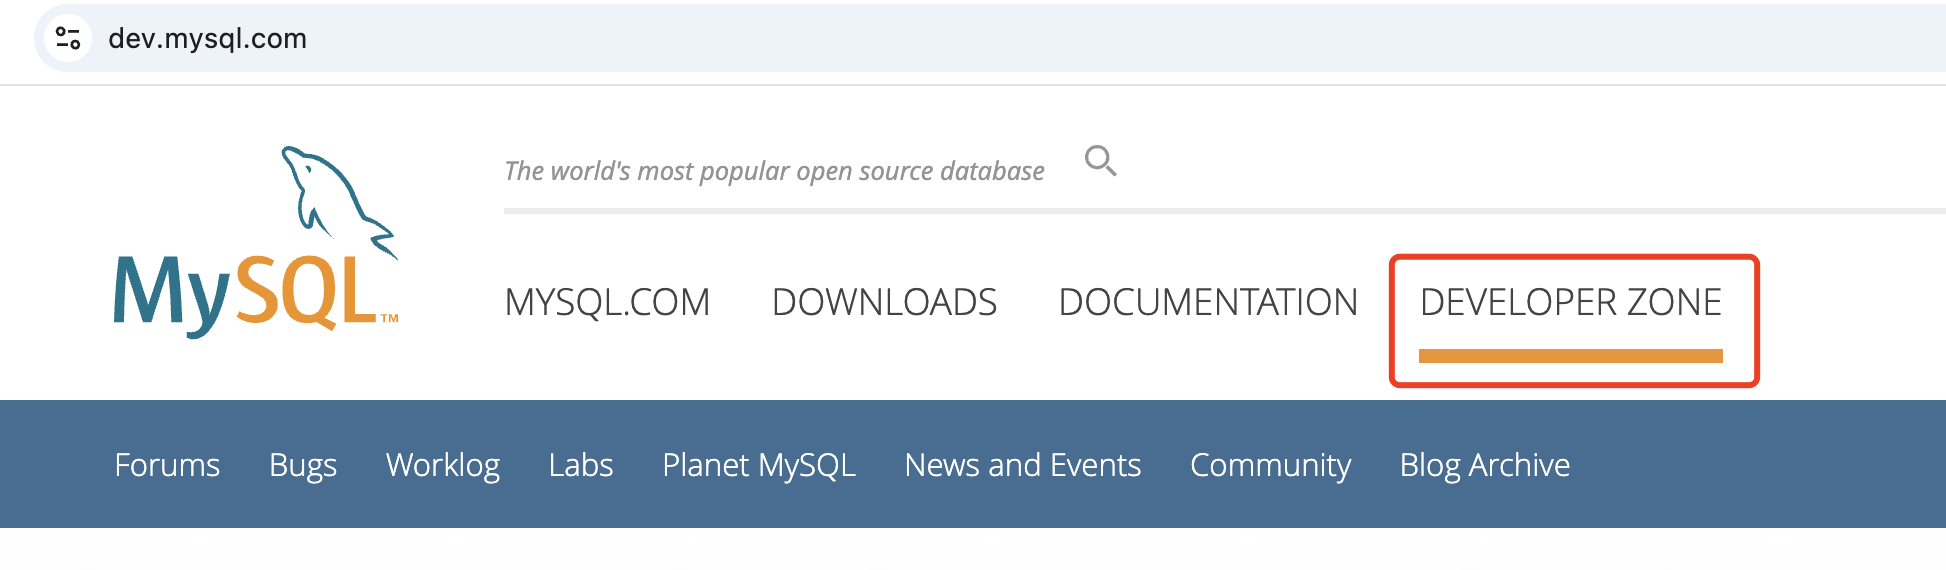 dev.mysql.com
The world's most popular open source database
MySQL™
MYSQL.COM DOWNLOADS DOCUMENTATION DEVELOPER ZONE
Forums Bugs Worklog Labs Planet MySQL News and Events Community Blog Archive